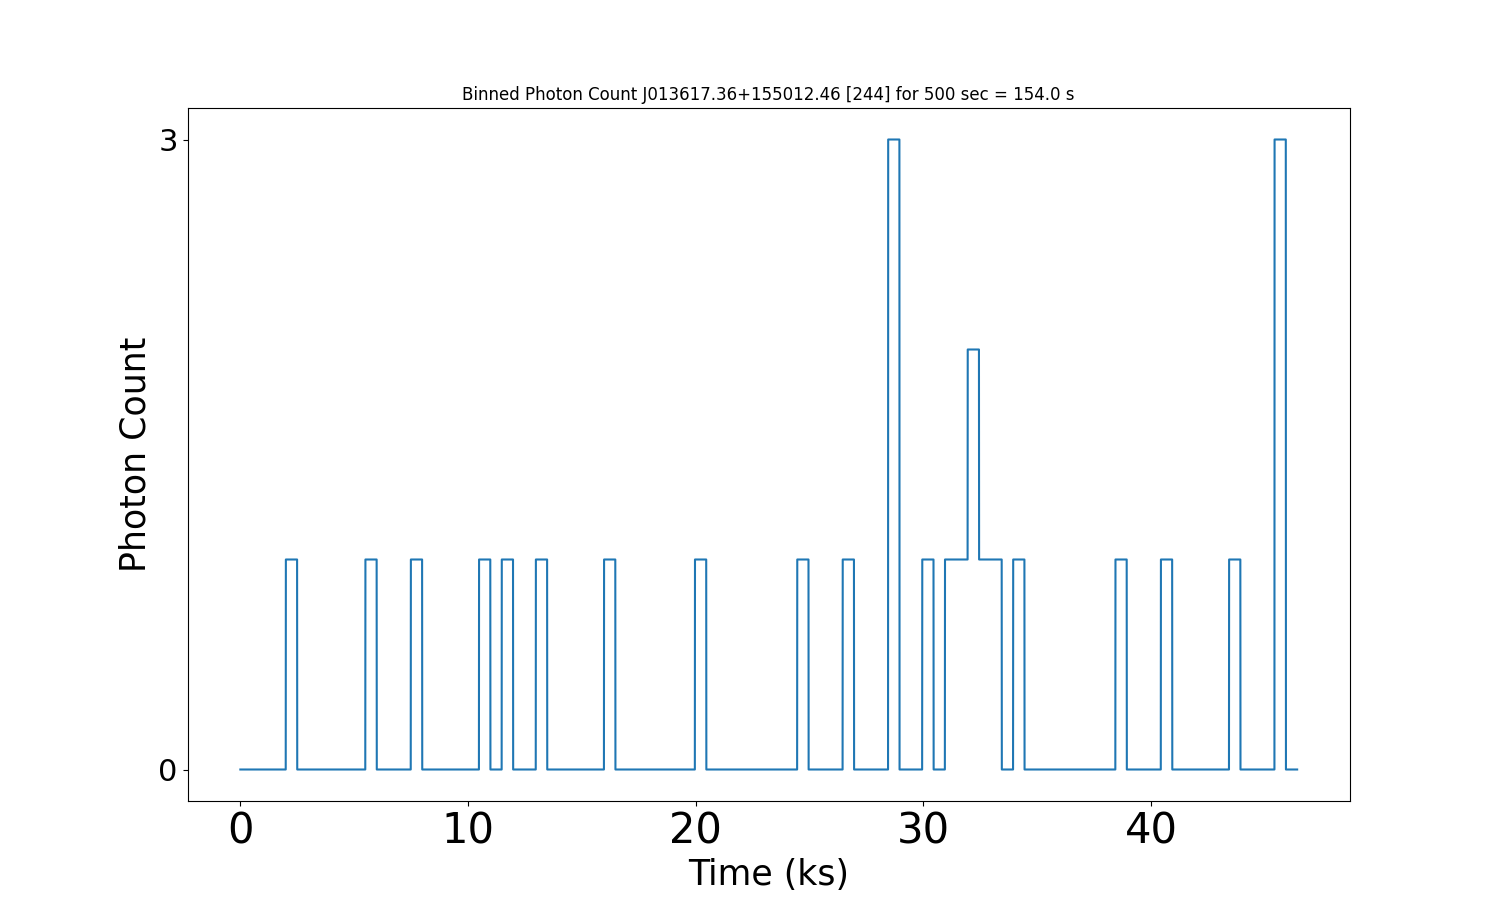 Binned Photon Count J013617.36+155012.46 [244] for 500 sec = 154.0 s
3
0
Photon Count
0 10 20 30 40
Time (ks)